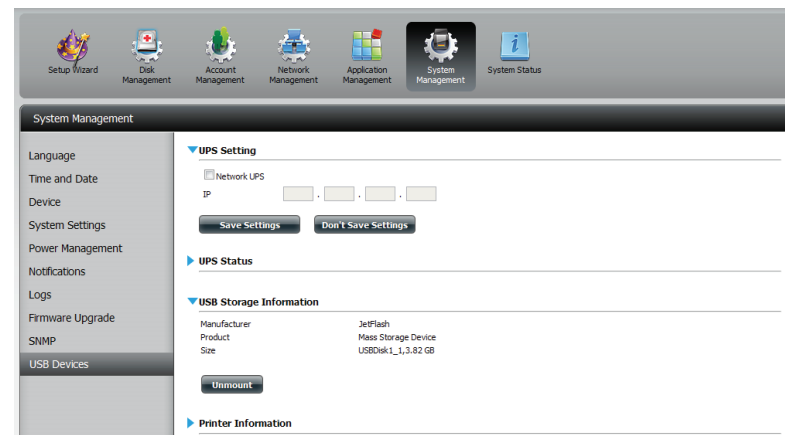 Setup Wizard
Disk
Management
Account
Management
Network
Management
Application
Management
System
Management
System Status
System Management
Language
Time and Date
Device
System Settings
Power Management
Notifications
Logs
Firmware Upgrade
SNMP
USB Devices
UPS Setting
Network UPS
IP . . .
Save Settings Don't Save Settings
UPS Status
USB Storage Information
Manufacturer JetFlash
Product Mass Storage Device
Size USBDisk1_1,3.82 GB
Unmount
Printer Information